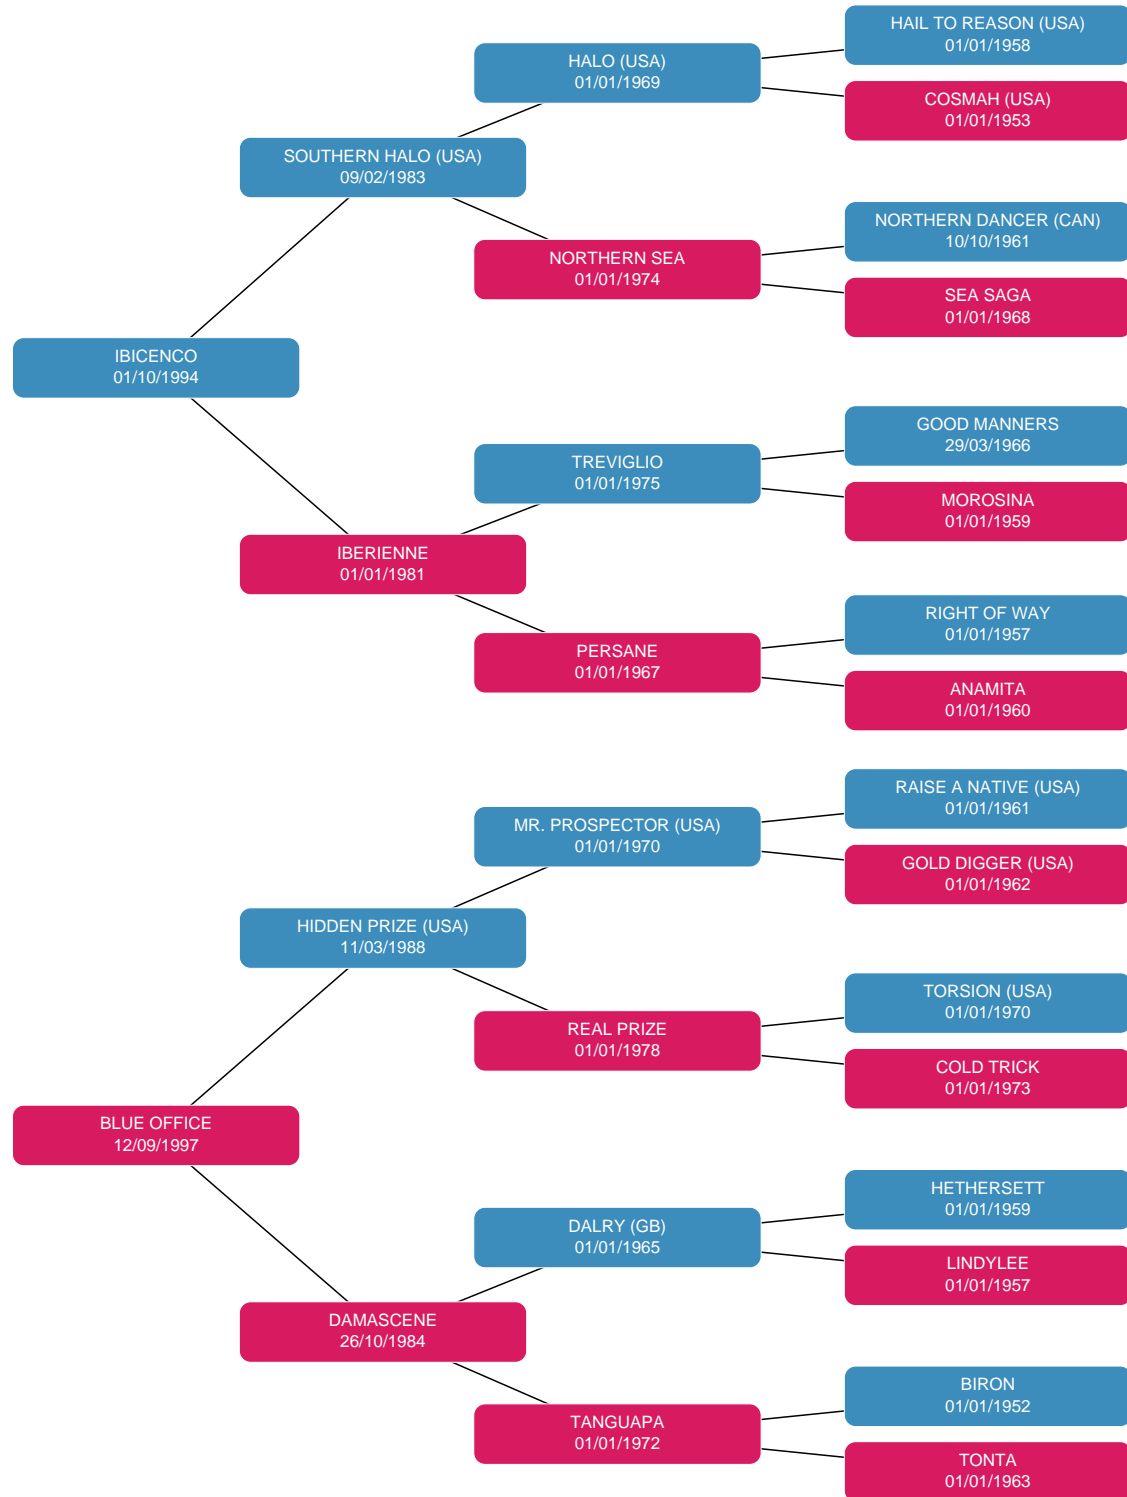 HAIL TO REASON (USA)
01/01/1958
HALO (USA)
01/01/1969
COSMAH (USA)
01/01/1953
SOUTHERN HALO (USA)
09/02/1983
NORTHERN DANCER (CAN)
10/10/1961
NORTHERN SEA
01/01/1974
SEA SAGA
01/01/1968
IBICENCO
01/10/1994
GOOD MANNERS
29/03/1966
TREVIGLIO
01/01/1975
MOROSINA
01/01/1959
IBERIENNE
01/01/1981
RIGHT OF WAY
01/01/1957
PERSANE
01/01/1967
ANAMITA
01/01/1960
RAISE A NATIVE (USA)
01/01/1961
MR. PROSPECTOR (USA)
01/01/1970
GOLD DIGGER (USA)
01/01/1962
HIDDEN PRIZE (USA)
11/03/1988
TORSION (USA)
01/01/1970
REAL PRIZE
01/01/1978
COLD TRICK
01/01/1973
BLUE OFFICE
12/09/1997
HETHERSETT
01/01/1959
DALRY (GB)
01/01/1965
LINDYLEE
01/01/1957
DAMASCENE
26/10/1984
BIRON
01/01/1952
TANGUAPA
01/01/1972
TONTA
01/01/1963